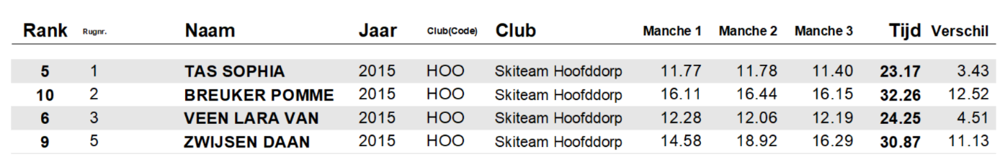 Rank Rugnr. Naam Jaar Club(Code) Club Manche 1 Manche 2 Manche 3 Tijd Verschil
5 1 TAS SOPHIA 2015 HOO Skiteam Hoofddorp 11.77 11.78 11.40 23.17 3.43
10 2 BREUKER POMME 2015 HOO Skiteam Hoofddorp 16.11 16.44 16.15 32.26 12.52
6 3 VEEN LARA VAN 2015 HOO Skiteam Hoofddorp 12.28 12.06 12.19 24.25 4.51
9 5 ZWIJSEN DAAN 2015 HOO Skiteam Hoofddorp 14.58 18.92 16.29 30.87 11.13